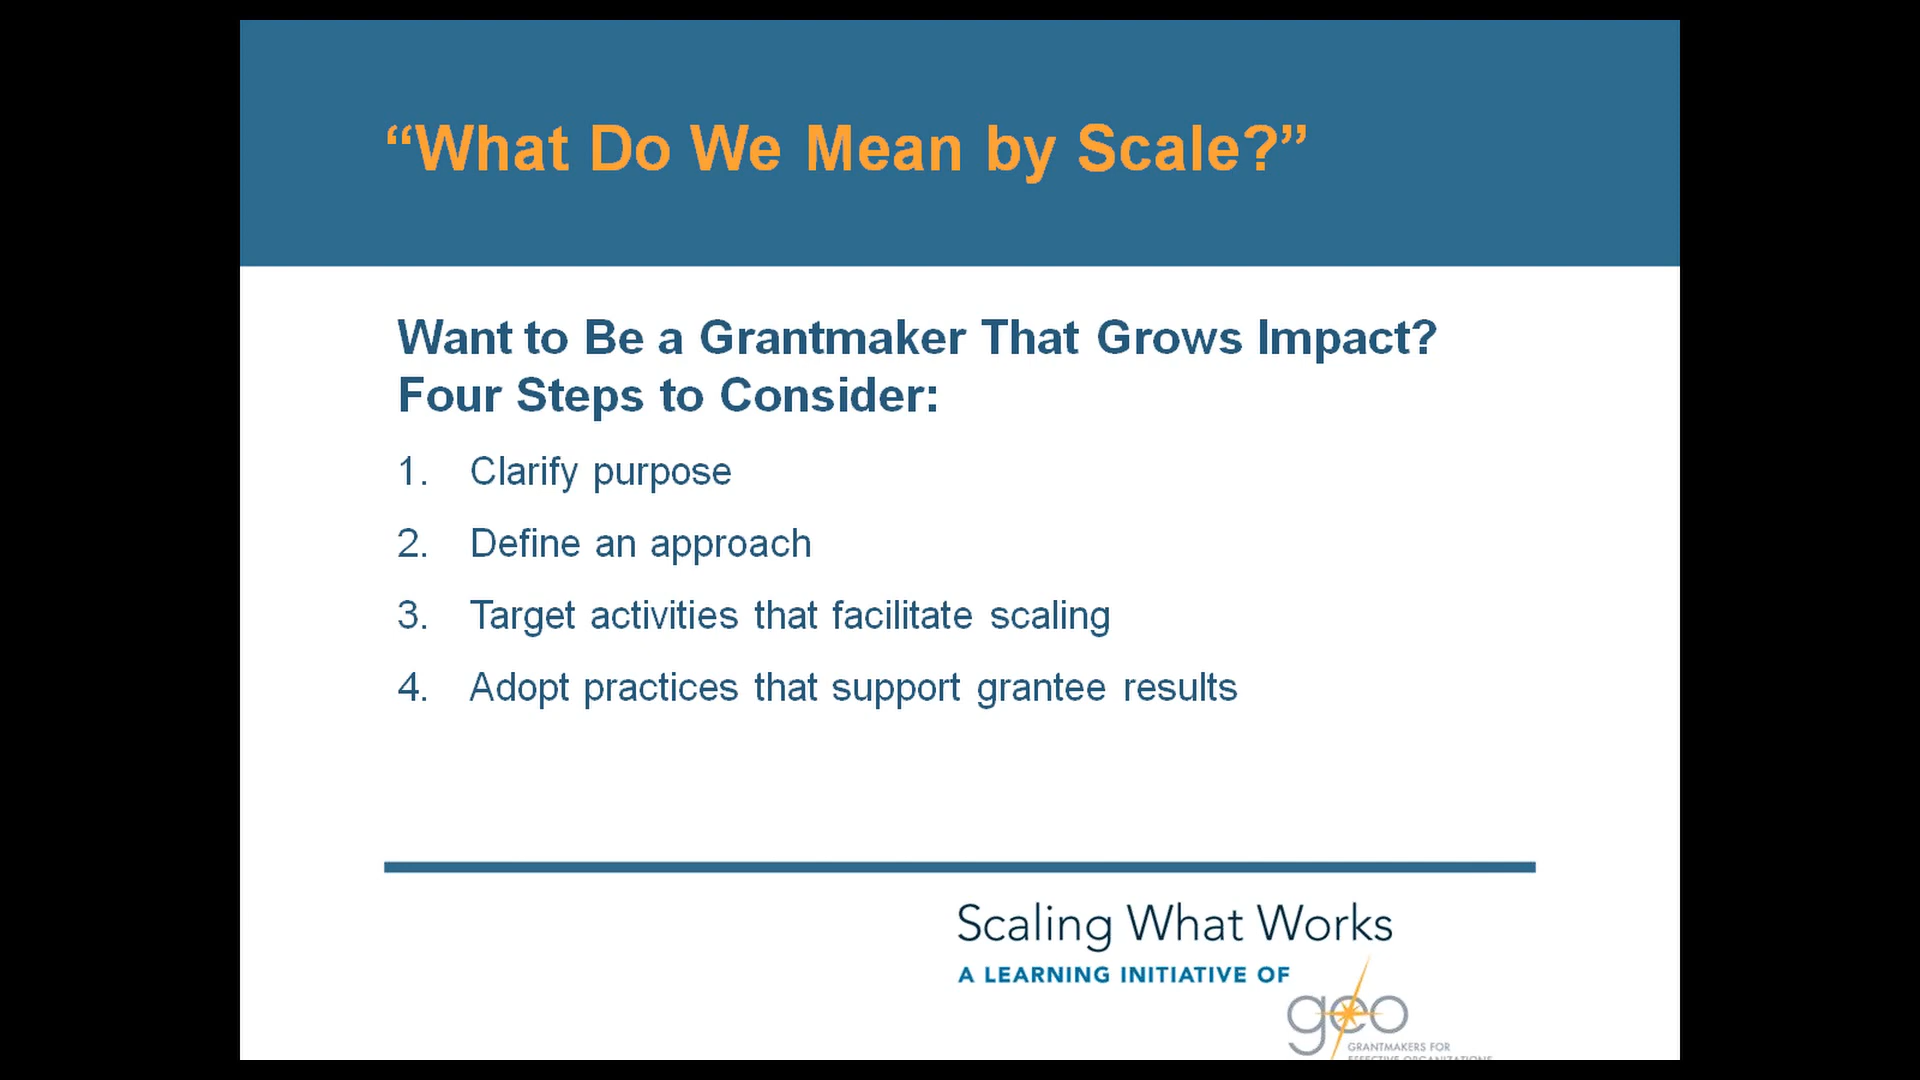 “What Do We Mean by Scale?”
Want to Be a Grantmaker That Grows Impact?
Four Steps to Consider:
1. Clarify purpose
2. Define an approach
3. Target activities that facilitate scaling
4. Adopt practices that support grantee results
Scaling What Works
A LEARNING INITIATIVE OF
geo
GRANTMAKERS FOR
EFFECTIVE ORGANIZATIONS